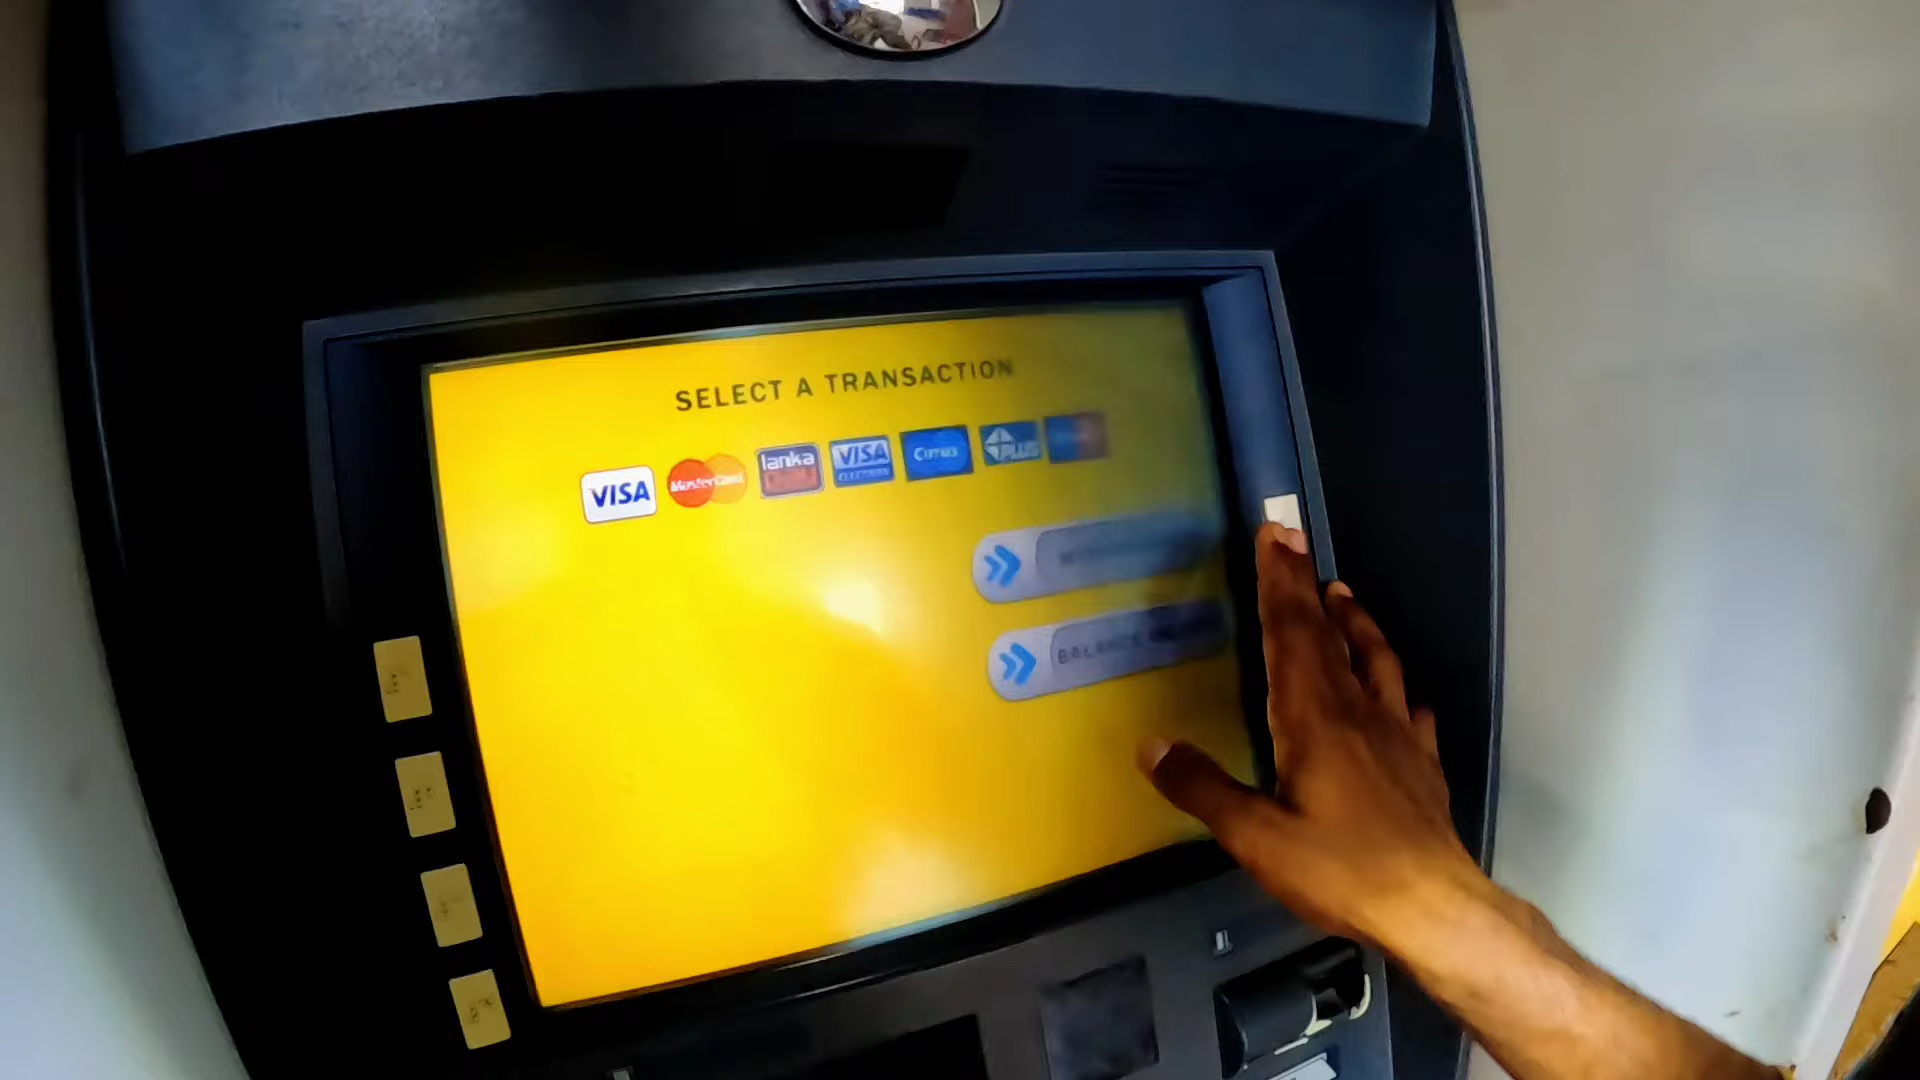 SELECT A TRANSACTION
VISA
MasterCard
lanka
VISA
ELECTRON
Cirrus
PLUS
BALANCE